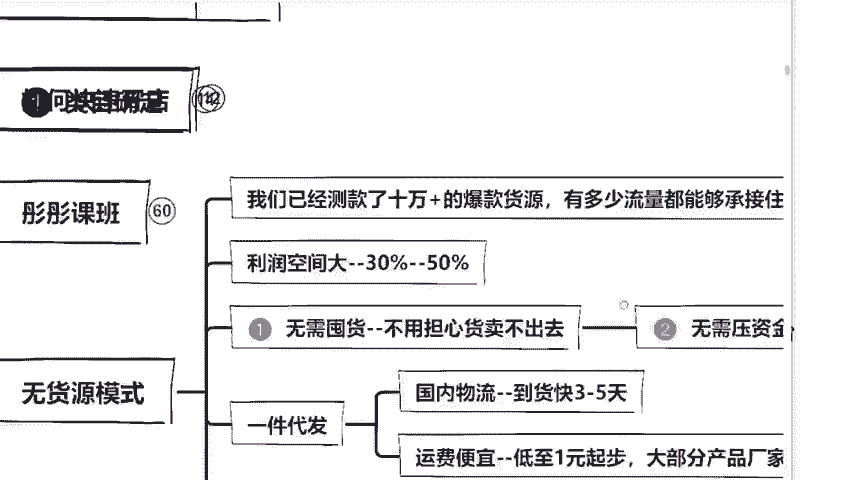 彤彤课班
60
我们已经测款了十万+的爆款货源，有多少流量都能够承接住
利润空间大--30%--50%
1 无需囤货--不用担心货卖不出去
2 无需压资金
无货源模式
一件代发
国内物流--到货快3-5天
运费便宜--低至1元起步，大部分产品厂家